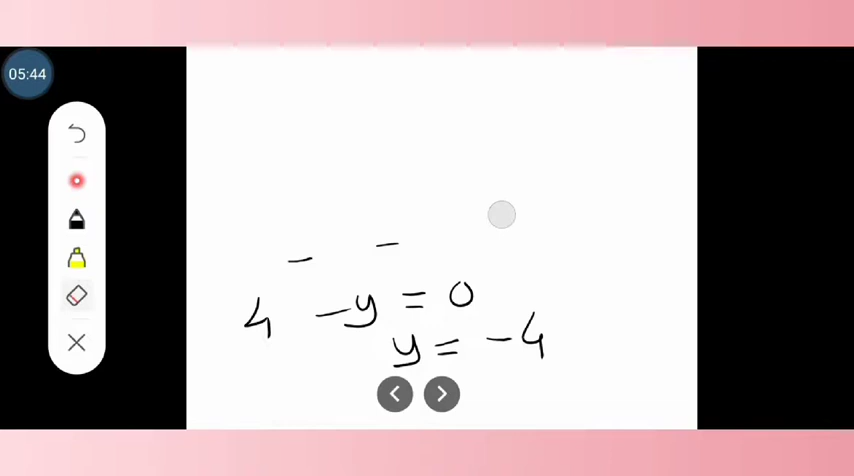 05:44
- -
4 -y = 0
y = -4